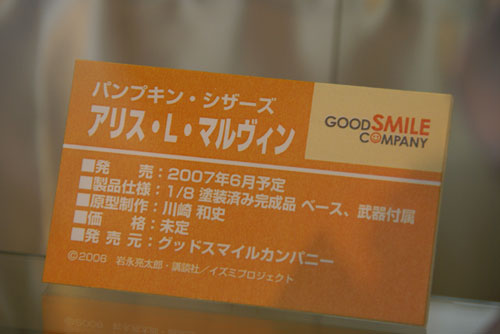 パンプキン・シザーズ
アリス・L・マルヴィン
GOODSMILE
COMPANY
■発　売：2007年6月予定
■製品仕様：1/8 塗装済み完成品 ベース、武器付属
■原型制作：川崎 和史
■価　格：未定
■発 売 元：グッドスマイルカンパニー
©2006 岩永亮太郎・講談社／イズミプロジェクト